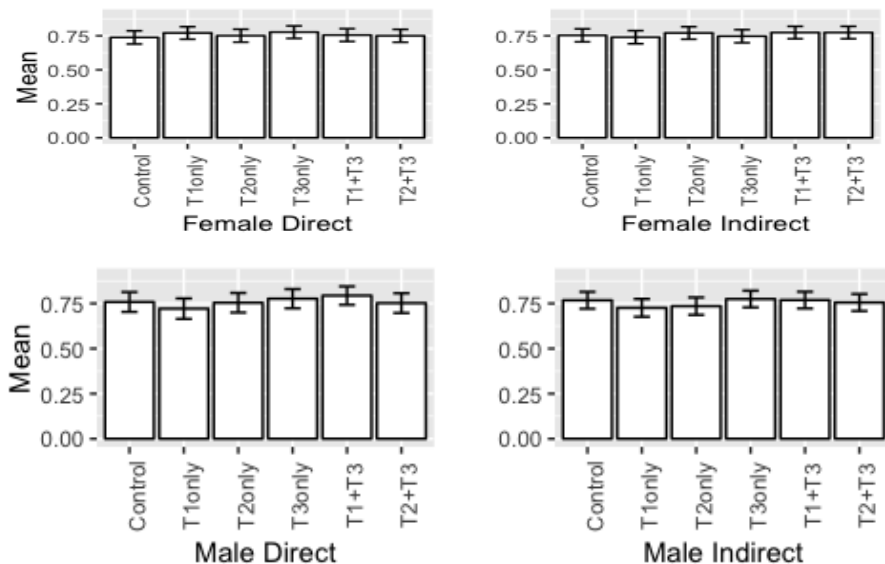 Mean
0.75
0.50
0.25
0.00
Control
T1only
T2only
T3only
T1+T3
T2+T3
Female Direct
0.75
0.50
0.25
0.00
Control
T1only
T2only
T3only
T1+T3
T2+T3
Female Indirect
Mean
0.75
0.50
0.25
0.00
Control
T1only
T2only
T3only
T1+T3
T2+T3
Male Direct
0.75
0.50
0.25
0.00
Control
T1only
T2only
T3only
T1+T3
T2+T3
Male Indirect